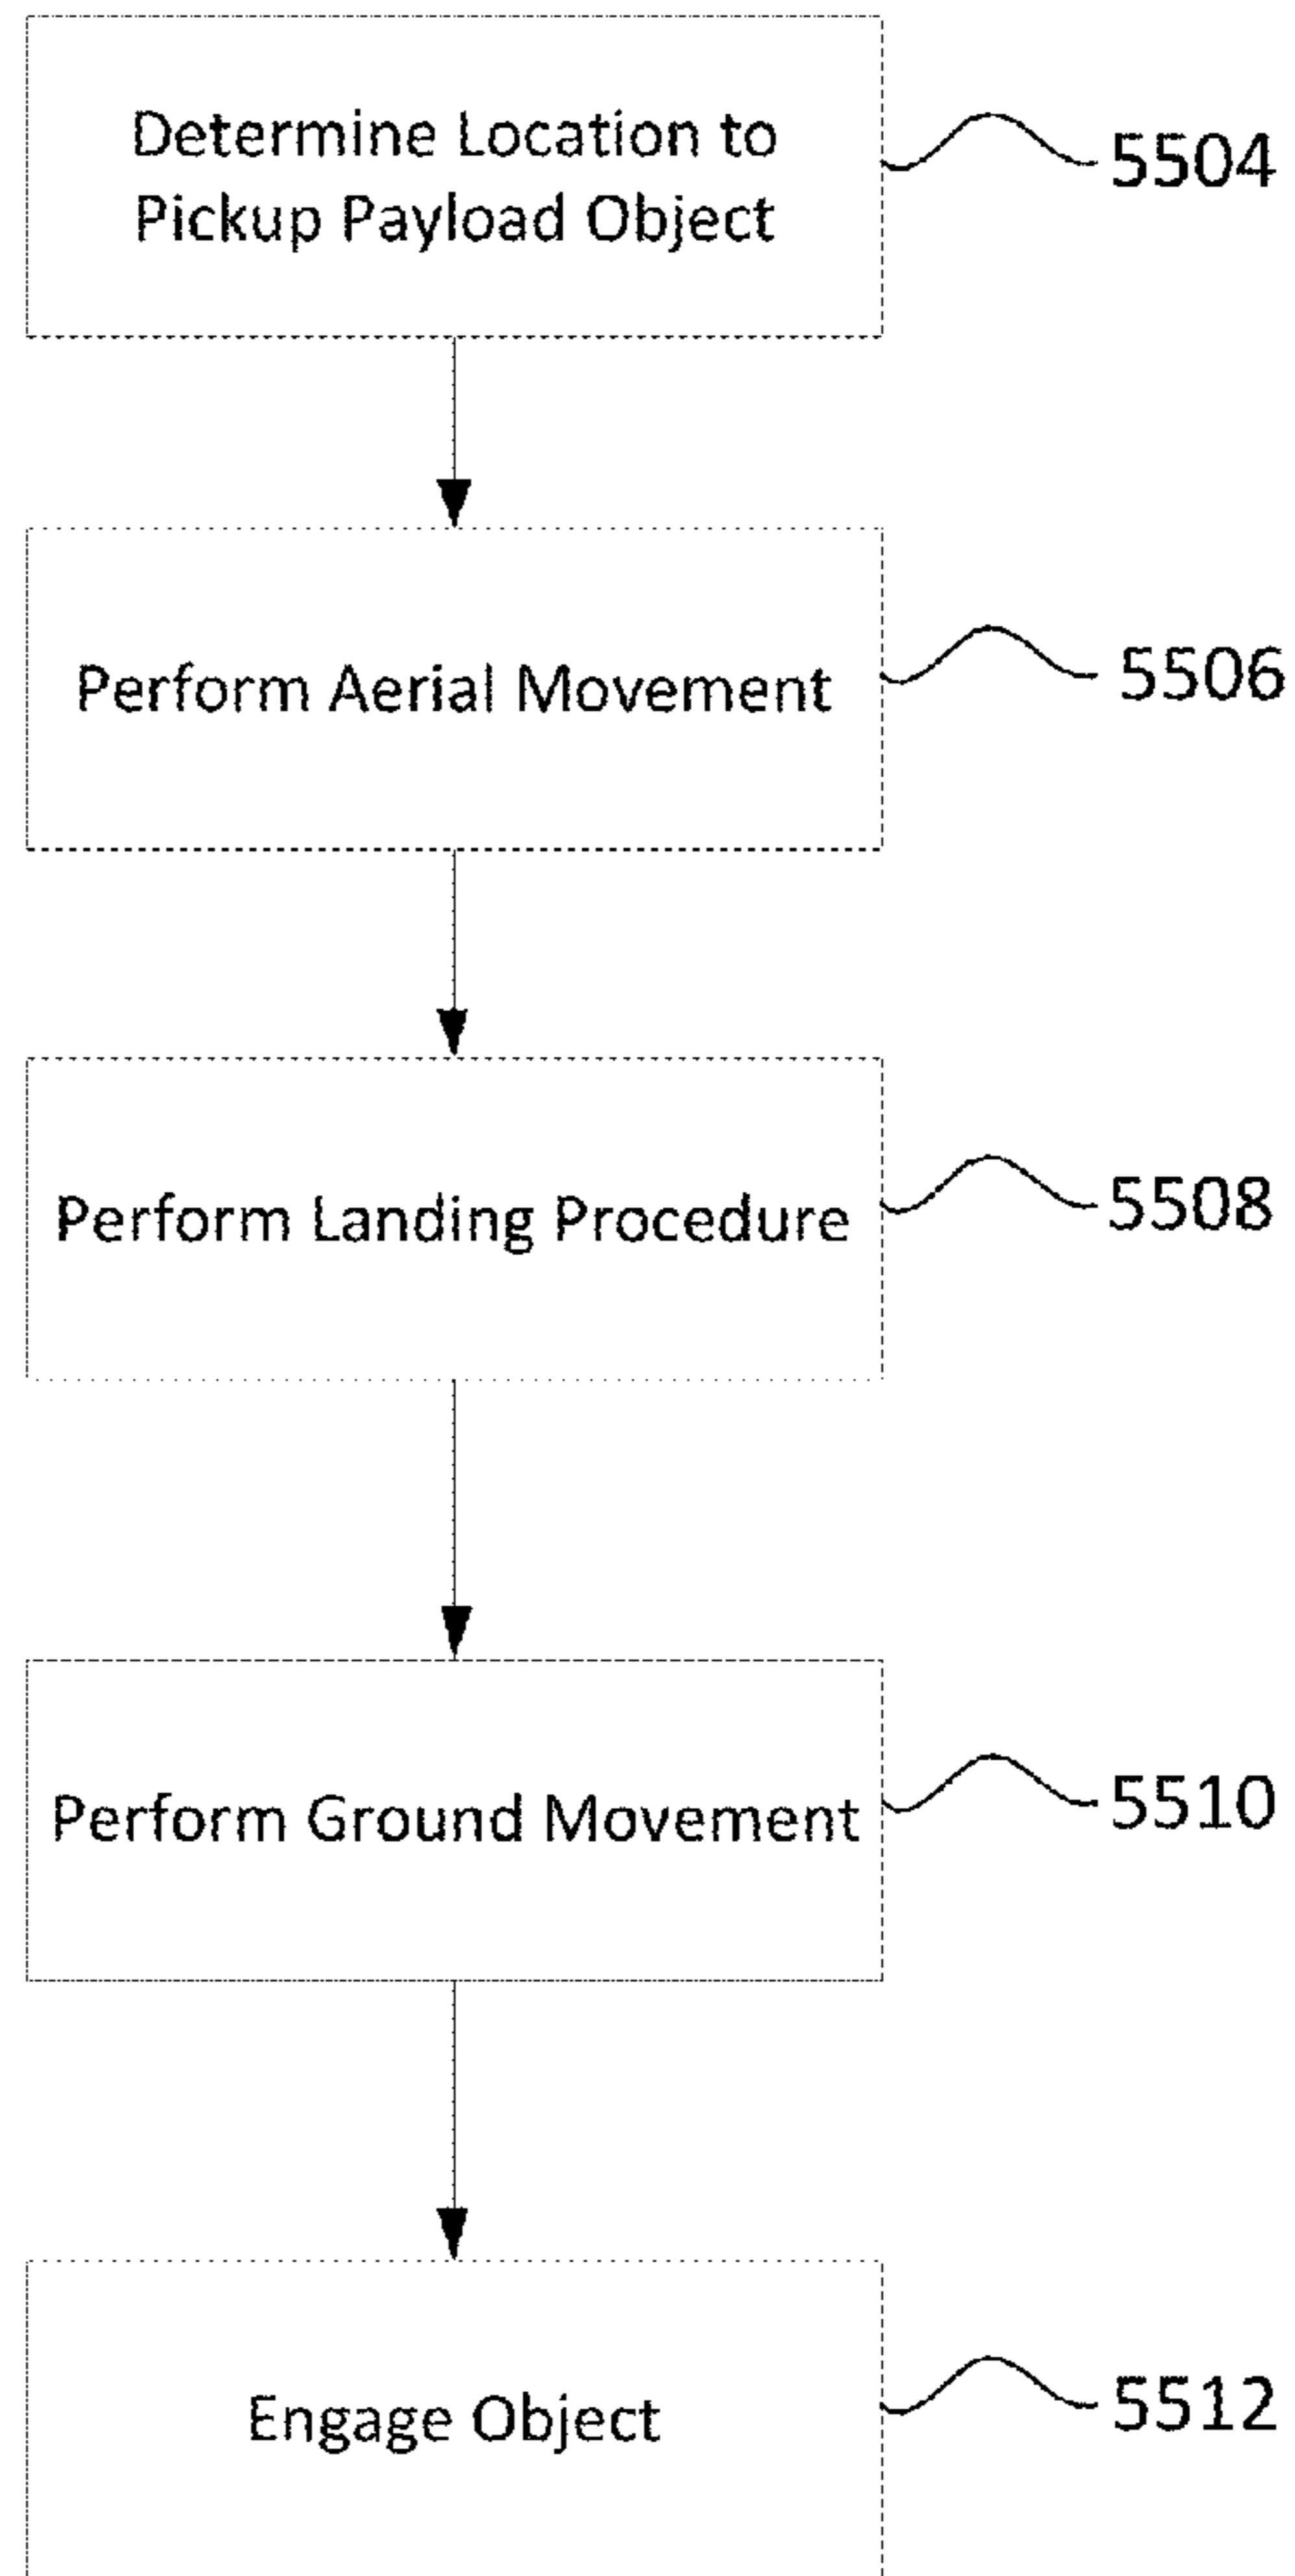 Determine Location to
Pickup Payload Object
5504
Perform Aerial Movement
5506
Perform Landing Procedure
5508
Perform Ground Movement
5510
Engage Object
5512